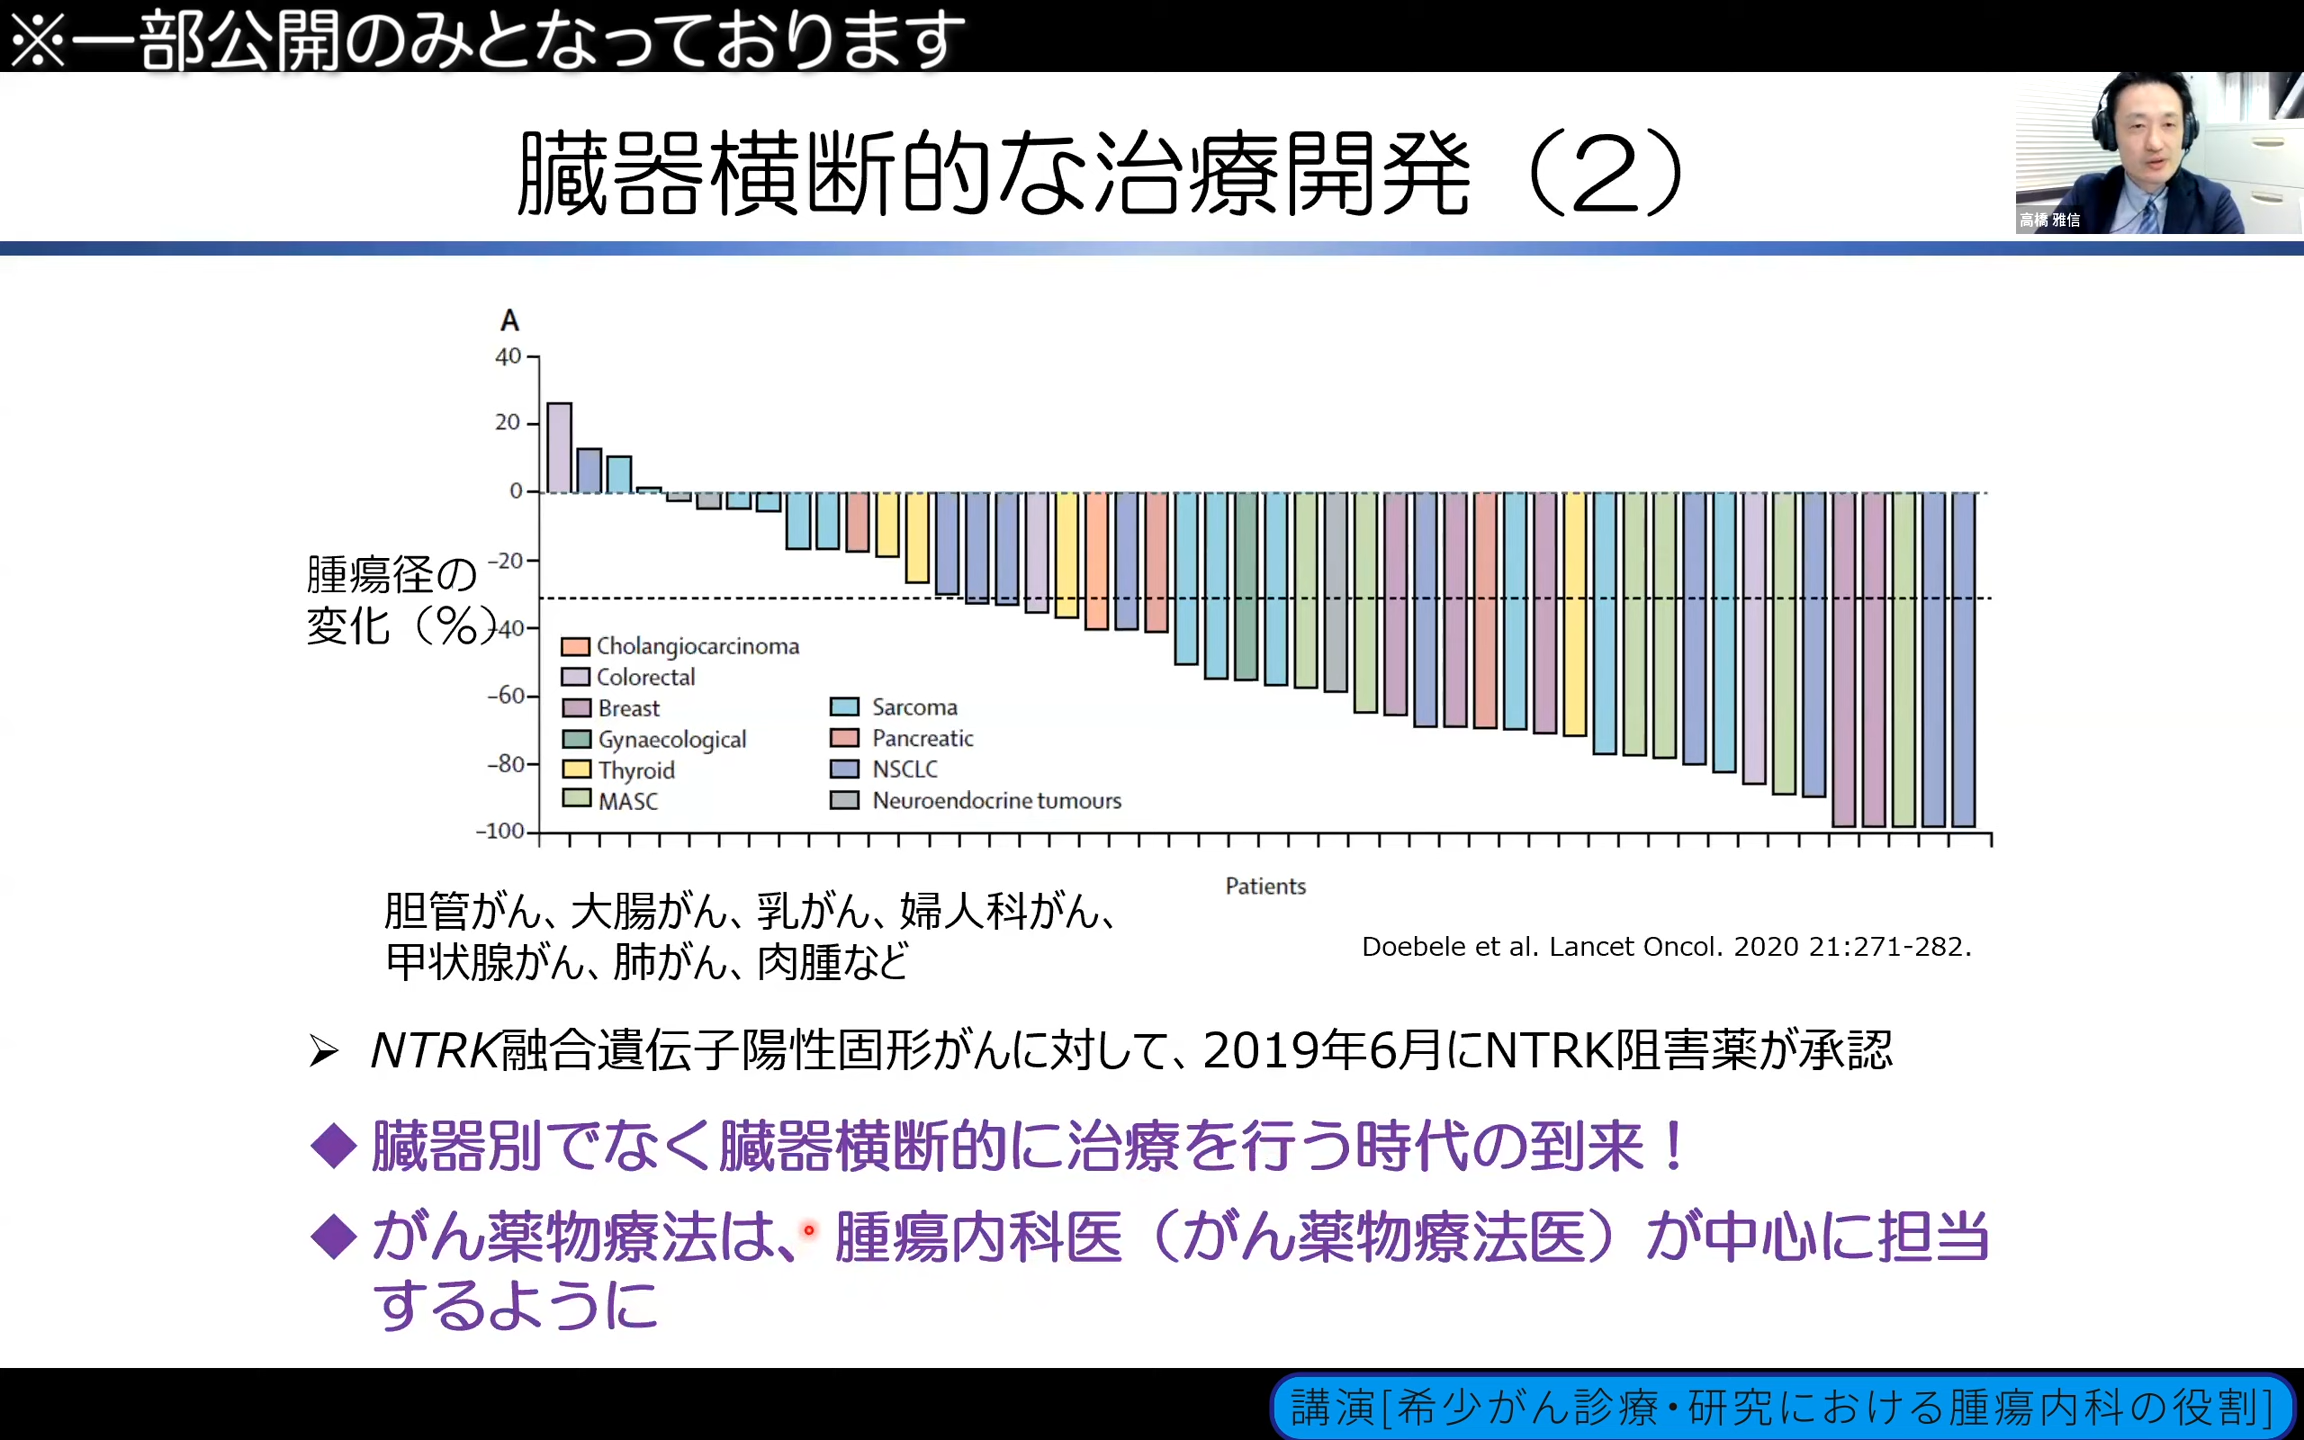 ※一部公開のみとなっております
臓器横断的な治療開発（2）
高橋 雅信
A
40
20
0
-20
-40
-60
-80
-100
腫瘍径の
変化（%）
Cholangiocarcinoma
Colorectal
Breast
Gynaecological
Thyroid
MASC
Sarcoma
Pancreatic
NSCLC
Neuroendocrine tumours
Patients
胆管がん、大腸がん、乳がん、婦人科がん、
甲状腺がん、肺がん、肉腫など
Doebele et al. Lancet Oncol. 2020 21:271-282.
➢ NTRK融合遺伝子陽性固形がんに対して、2019年6月にNTRK阻害薬が承認
◆ 臓器別でなく臓器横断的に治療を行う時代の到来！
◆ がん薬物療法は、腫瘍内科医（がん薬物療法医）が中心に担当
するように
講演[希少がん診療・研究における腫瘍内科の役割]